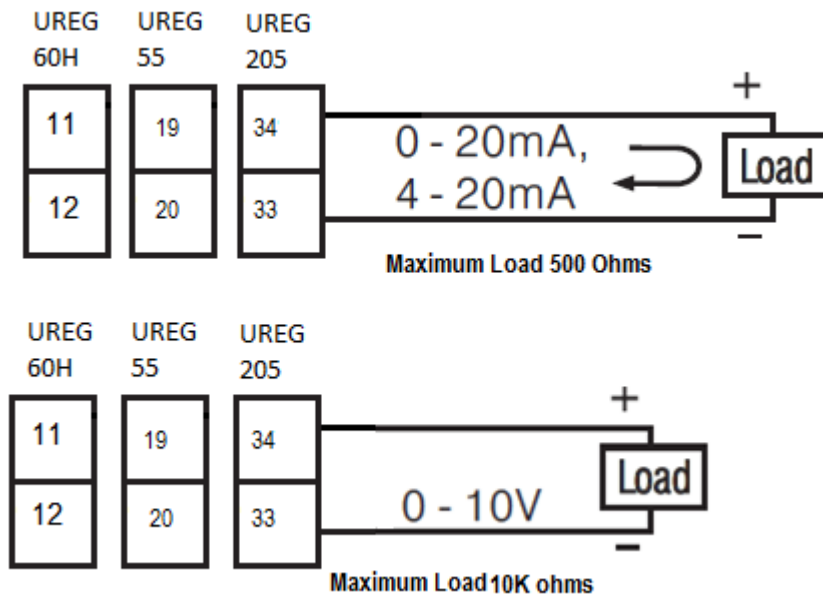 UREG 60H
UREG 55
UREG 205
11
19
34
12
20
33
+
0 - 20mA,
4 - 20mA
Load
–
Maximum Load 500 Ohms
UREG 60H
UREG 55
UREG 205
11
19
34
12
20
33
+
0 - 10V
Load
–
Maximum Load 10K ohms